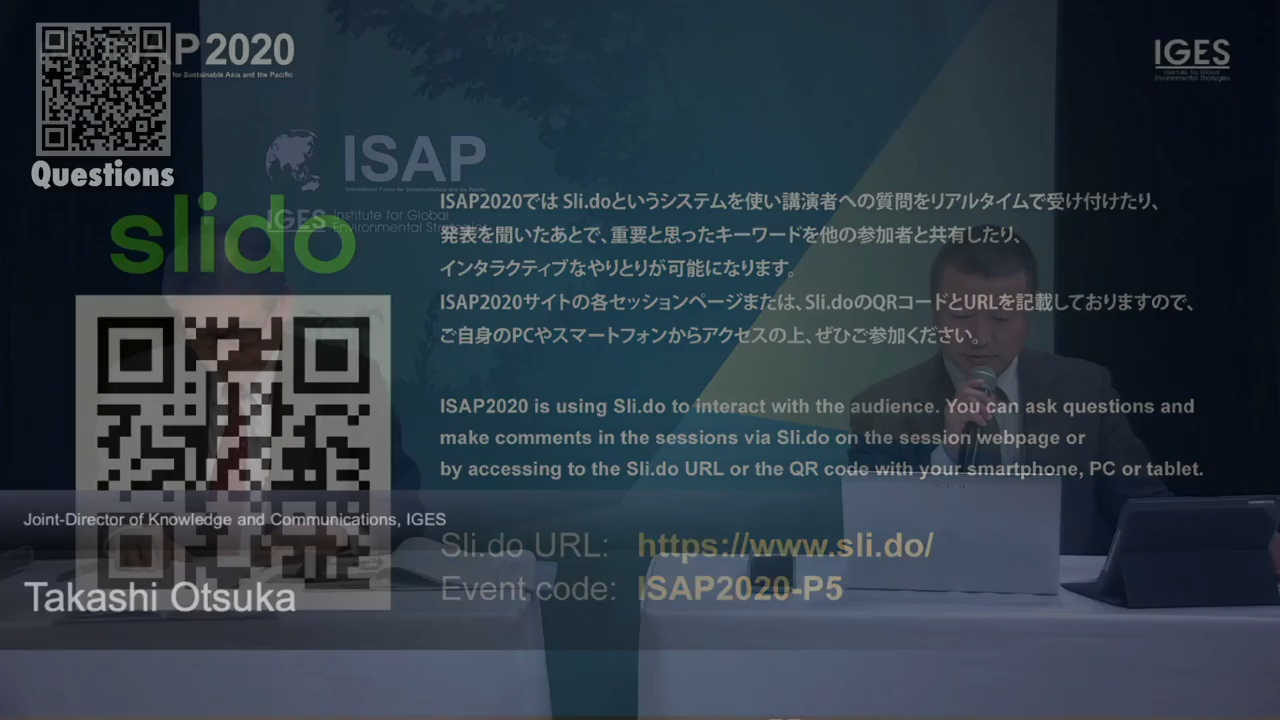 P 2020
for Sustainable Asia and the Pacific
IGES
Institute for Global
Environmental Strategies
Questions
ISAP
International Forum for Sustainable Asia and the Pacific
IGES Institute for Global
Environmental
slido
ISAP2020では Sli.doというシステムを使い講演者への質問をリアルタイムで受け付けたり、
発表を聞いたあとで、重要と思ったキーワードを他の参加者と共有したり、
インタラクティブなやりとりが可能になります。
ISAP2020サイトの各セッションページまたは、Sli.doのQRコードとURLを記載しておりますので、
ご自身のPCやスマートフォンからアクセスの上、ぜひご参加ください。
ISAP2020 is using Sli.do to interact with the audience. You can ask questions and
make comments in the sessions via Sli.do on the session webpage or
by accessing to the Sli.do URL or the QR code with your smartphone, PC or tablet.
Joint-Director of Knowledge and Communications, IGES
Takashi Otsuka
Sli.do URL: https://www.sli.do/
Event code: ISAP2020-P5